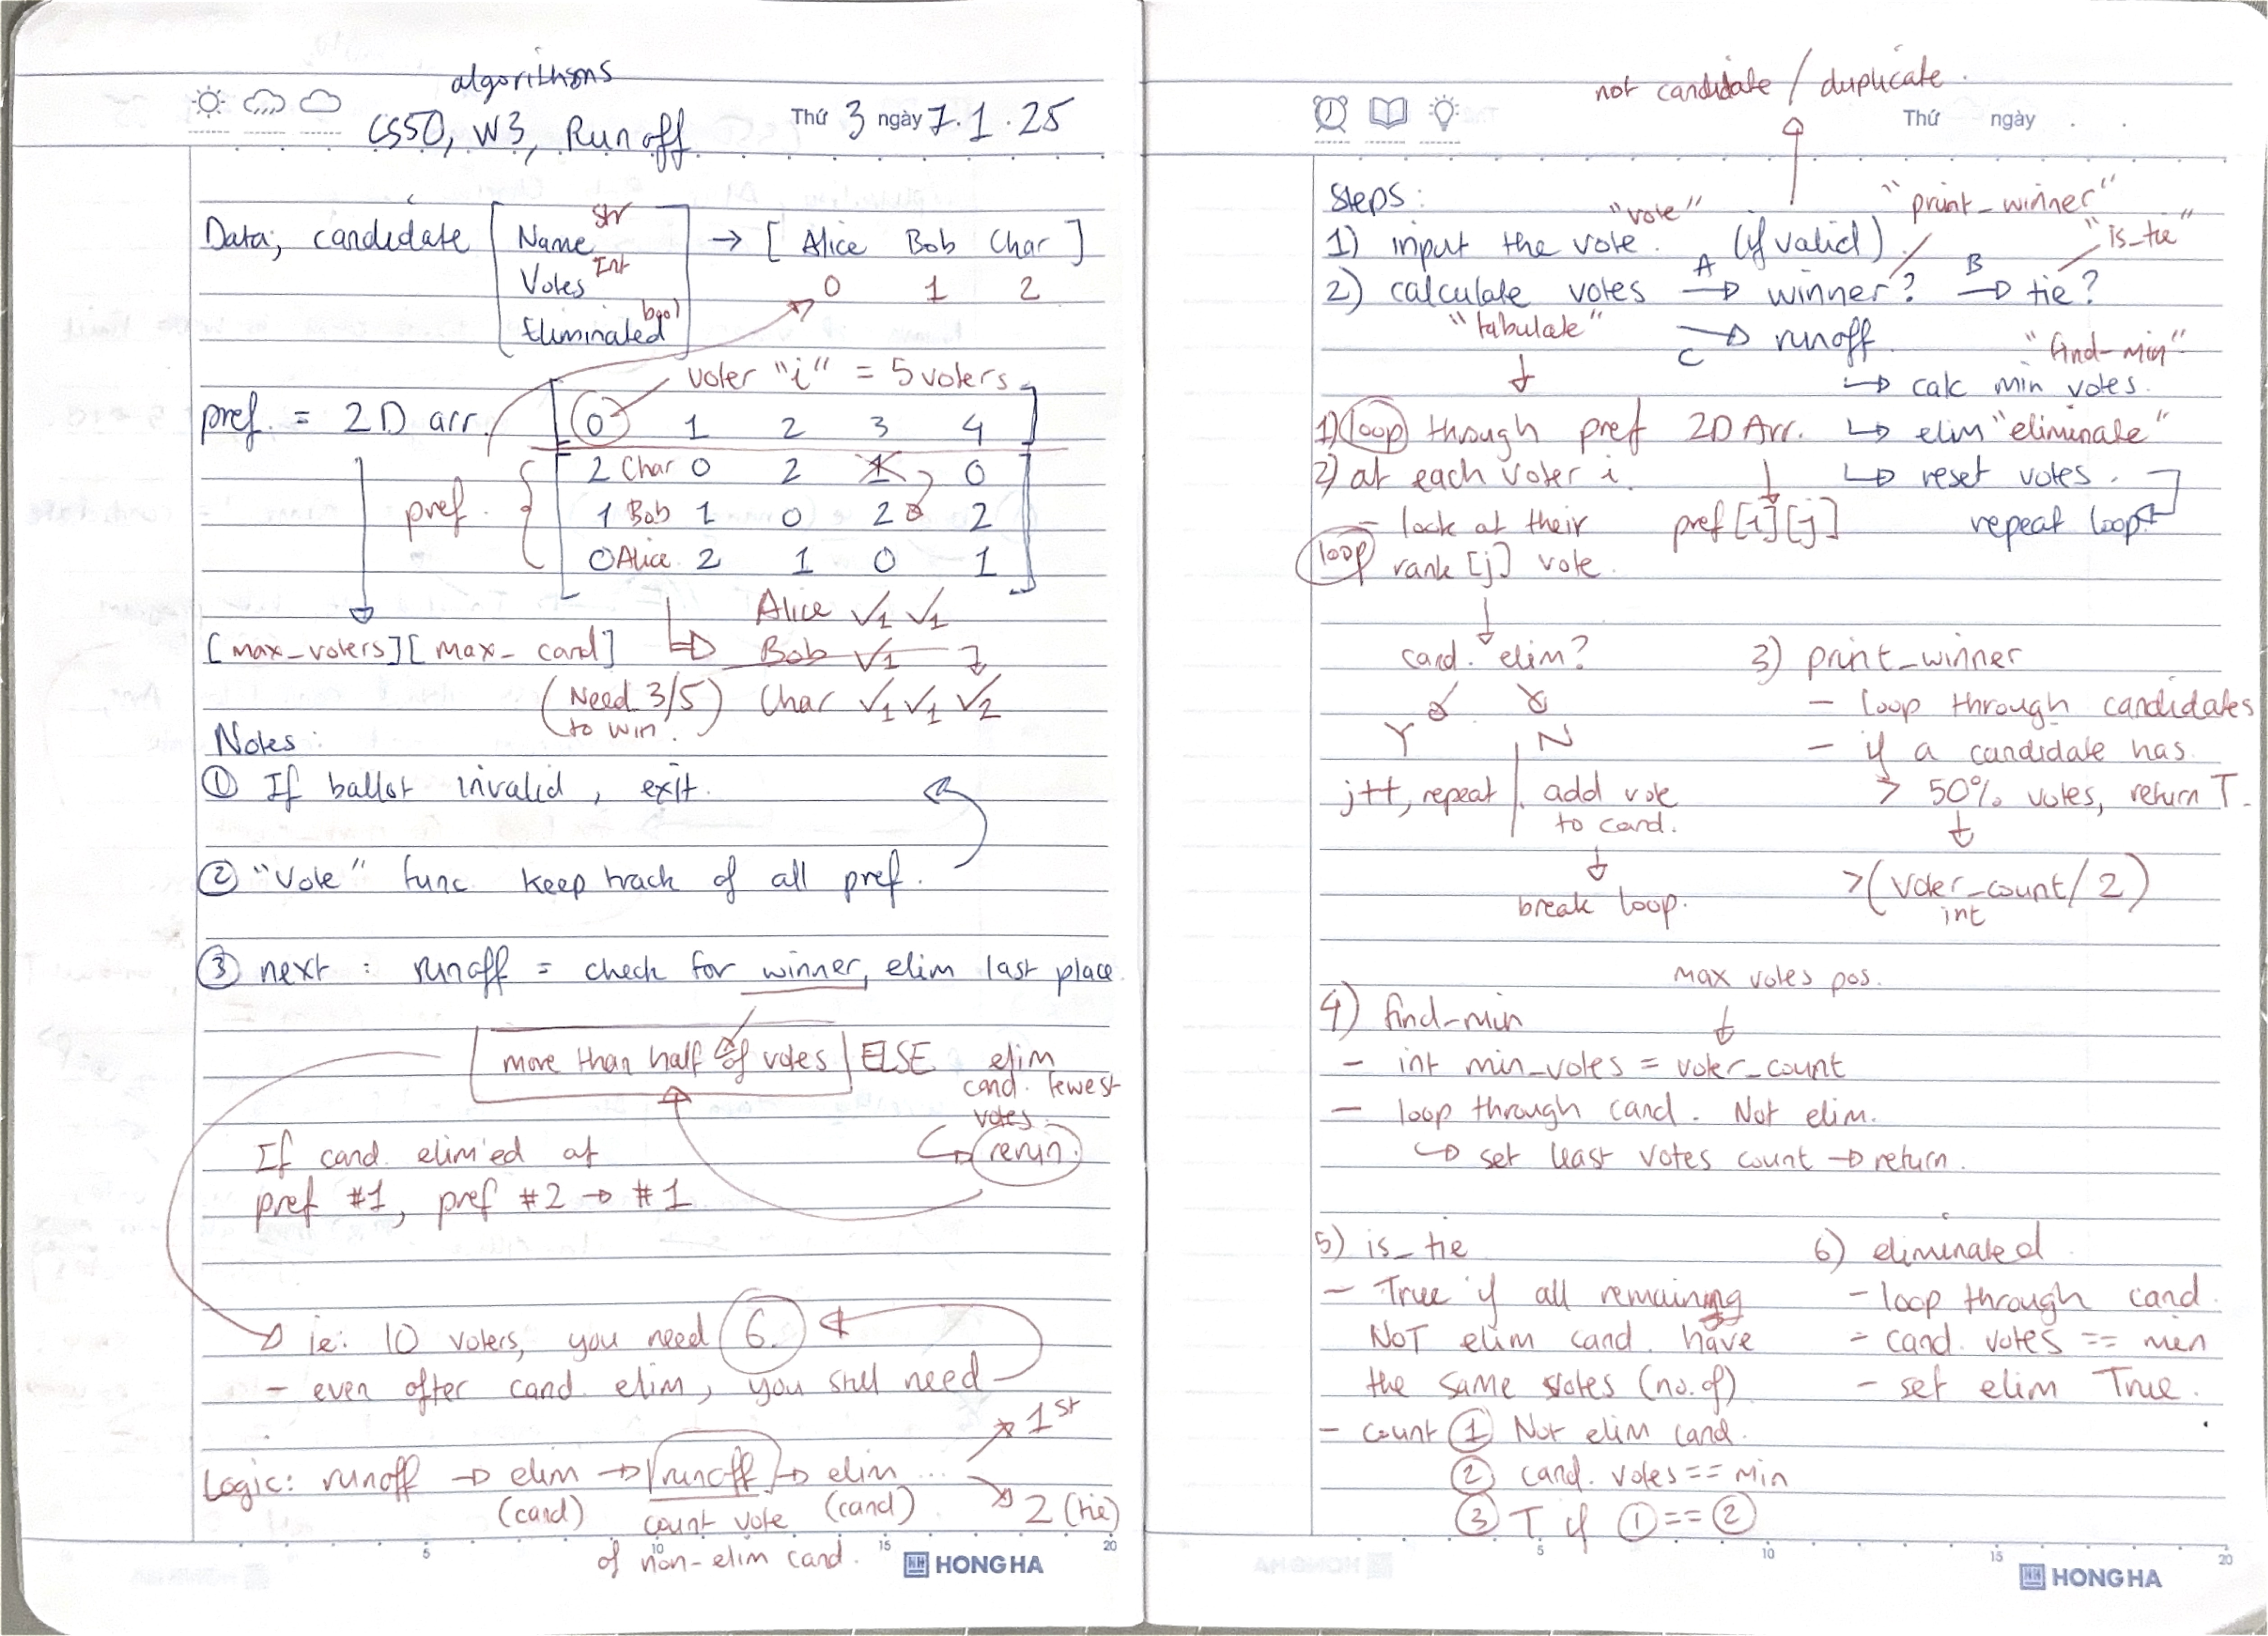 algorithms
CS50, W3, Runoff
Thứ 3 ngày 7.1.25
Data; candidate [ Name str → [ Alice Bob Char ]
Votes Int 0 1 2
Eliminated bool
voter "i" = 5 voters
pref. = 2D arr. [ 0 1 2 3 4 ]
pref. { 2 Char 0 2 1 0
1 Bob 1 0 2 2
0 Alice 2 1 0 1
Alice √1 √1
[max_voters][max_cand] Bob √1
(Need 3/5) Char √1 √1 √2
to win.
Notes:
① If ballot invalid, exit.
② "Vote" func keep track of all pref.
③ next : runoff = check for winner, elim last place
more than half of votes ELSE elim
cand. fewest
votes
rerun.
If cand. elim'ed at
pref #1, pref #2 → #1
ie: 10 voters, you need 6.
- even after cand elim, you still need
1st
Logic: runoff → elim → runoff → elim ...
(cand) count vote (cand) 2 (tie)
of non-elim cand.
5 10 15 20
HONG HA
not candidate / duplicate.
Thứ ngày . .
Steps:
"vote" "print_winner"
1) input the vote. (if valid) "is_tie"
2) calculate votes A → winner? B → tie?
"tabulate" C → runoff "find-min"
↳ calc min votes.
1) loop through pref 2D Arr. ↳ elim "eliminate"
2) at each voter i. ↳ reset votes.
- look at their pref[i][j] repeat loop
loop rank [j] vote.
cand. elim?
Y N
j++, repeat add vote
to cand.
break loop.
3) print_winner
- loop through candidates
- if a candidate has
> 50% votes, return T.
>(voter_count/2)
int
max votes pos.
4) find-min
- int min_votes = voter_count
- loop through cand. Not elim.
↳ set least votes count → return.
5) is_tie
- True if all remaining
NOT elim cand. have
the same votes (no. of)
- count ① Not elim cand.
② cand. votes == min
③ T if ① == ②
6) eliminated
- loop through cand.
- cand. votes == min
- set elim True.
5 10 15 20
HONG HA